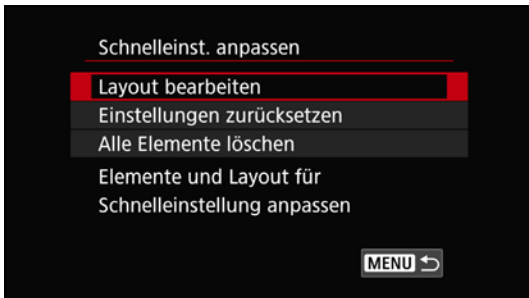 Schnelleinst. anpassen
Layout bearbeiten
Einstellungen zurücksetzen
Alle Elemente löschen
Elemente und Layout für
Schnelleinstellung anpassen
MENU